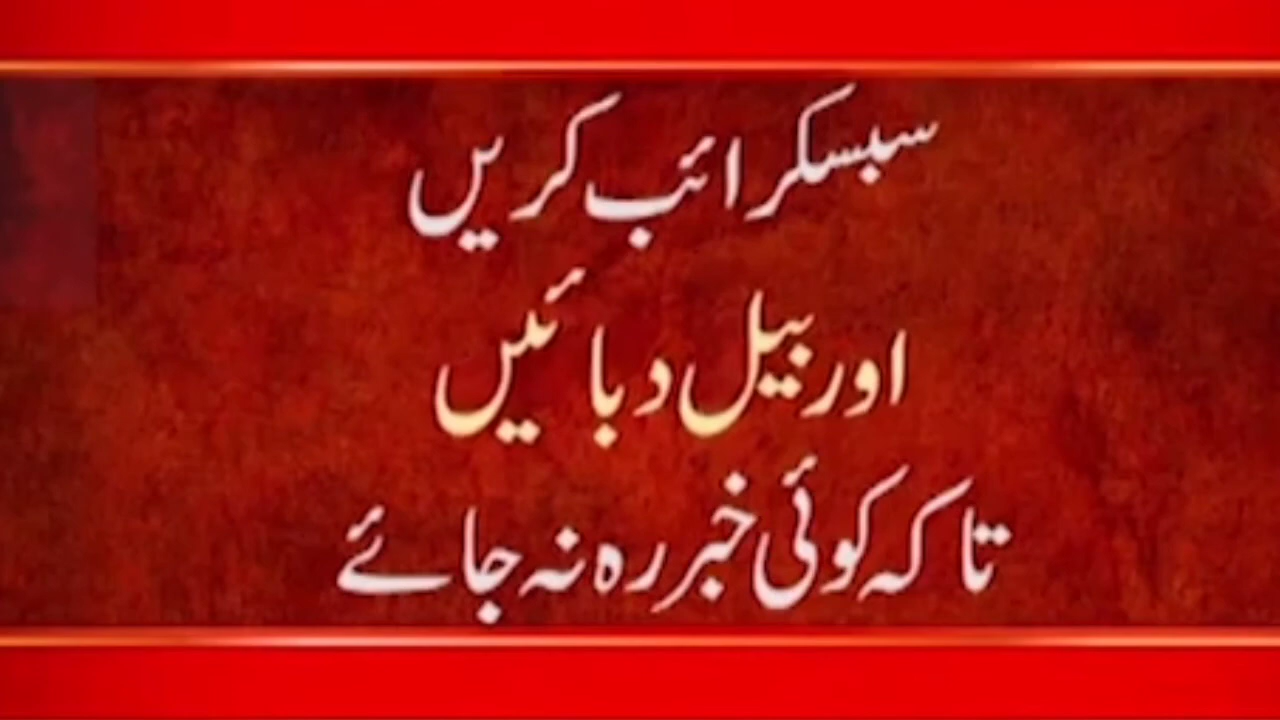 سبسکرائب کریں
اور بیل دبائیں
تاکہ کوئی خبر رہ نہ جائے